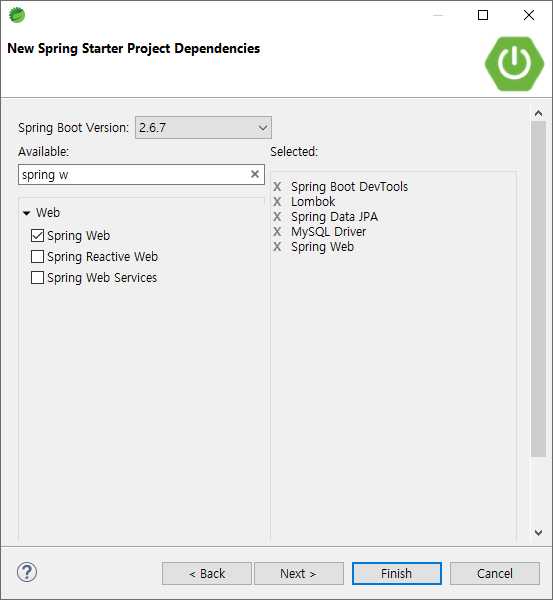 New Spring Starter Project Dependencies
Spring Boot Version: 2.6.7
Available:
spring w
Web
Spring Web
Spring Reactive Web
Spring Web Services
Selected:
X Spring Boot DevTools
X Lombok
X Spring Data JPA
X MySQL Driver
X Spring Web
? < Back Next > Finish Cancel